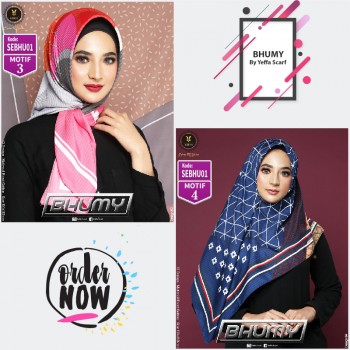 Kode:
SEBHU01
MOTIF
3
BHUMY
BHUMY
By Yeffa Scarf
Kode:
SEBHU01
MOTIF
4
BHUMY
order
NOW